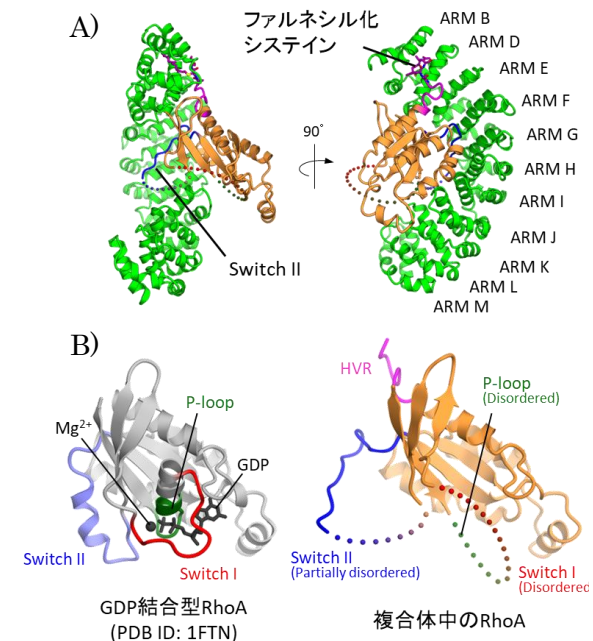 A)
ファルネシル化
システイン
ARM B
ARM D
ARM E
ARM F
ARM G
ARM H
ARM I
ARM J
ARM K
ARM L
ARM M
90°
Switch II
B)
Mg2+
P-loop
GDP
Switch II
Switch I
GDP結合型RhoA
(PDB ID: 1FTN)
HVR
P-loop
(Disordered)
Switch II
(Partially disordered)
Switch I
(Disordered
複合体中のRhoA